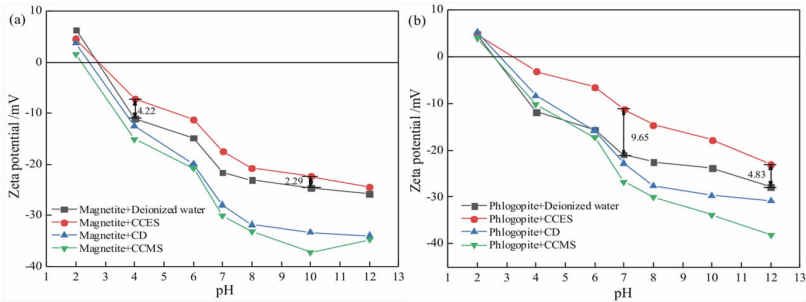 (a)
10
0
-10
-20
-30
-40
Zeta potential /mV
4.22
2.29
Magnetite+Deionized water
Magnetite+CCES
Magnetite+CD
Magnetite+CCMS
1 2 3 4 5 6 7 8 9 10 11 12 13
pH
(b)
10
0
-10
-20
-30
-40
Zeta potential /mV
9.65
4.83
Phlogopite+Deionized water
Phlogopite+CCES
Phlogopite+CD
Phlogopite+CCMS
1 2 3 4 5 6 7 8 9 10 11 12 13
pH